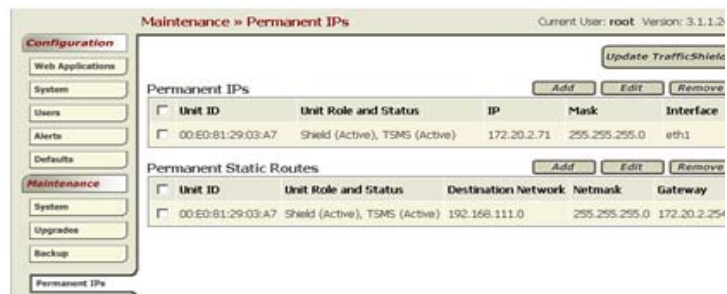 Maintenance » Permanent IPs
Current User: root Version: 3.1.1.24
Configuration
Web Applications
System
Users
Alerts
Defaults
Maintenance
System
Upgrades
Backup
Permanent IPs
Update TrafficShield
Permanent IPs
Add Edit Remove
Unit ID Unit Role and Status IP Mask Interface
00:E0:81:29:03:A7 Shield (Active), TSMS (Active) 172.20.2.71 255.255.255.0 eth1
Permanent Static Routes
Add Edit Remove
Unit ID Unit Role and Status Destination Network Netmask Gateway
00:E0:81:29:03:A7 Shield (Active), TSMS (Active) 192.168.111.0 255.255.255.0 172.20.2.254